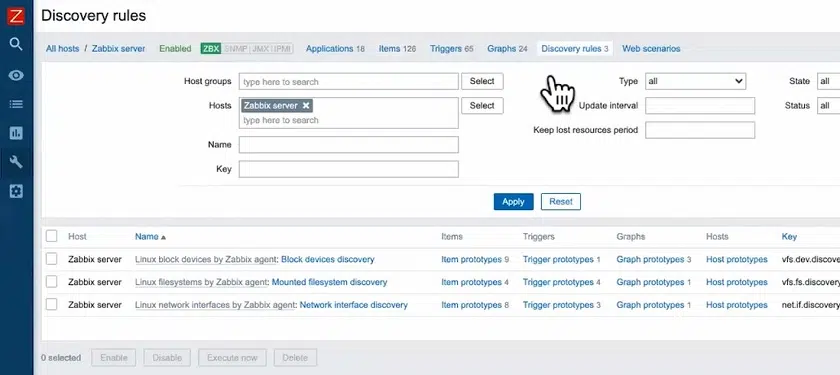 Z
Discovery rules
All hosts / Zabbix server Enabled ZBX SNMP JMX IPMI Applications 16 Items 126 Triggers 65 Graphs 24 Discovery rules 3 Web scenarios
Host groups type here to search Select Type all State all
Hosts Zabbix server × Select Update interval Status all
type here to search
Keep lost resources period
Name
Key
Apply Reset
Host Name ▲ Items Triggers Graphs Hosts Key
Zabbix server Linux block devices by Zabbix agent: Block devices discovery Item prototypes 9 Trigger prototypes 1 Graph prototypes 3 Host prototypes vfs.dev.discove
Zabbix server Linux filesystems by Zabbix agent: Mounted filesystem discovery Item prototypes 4 Trigger prototypes 4 Graph prototypes 1 Host prototypes vfs.fs.discovery
Zabbix server Linux network interfaces by Zabbix agent: Network interface discovery Item prototypes 8 Trigger prototypes 3 Graph prototypes 1 Host prototypes net.if.discovery
0 selected Enable Disable Execute now Delete